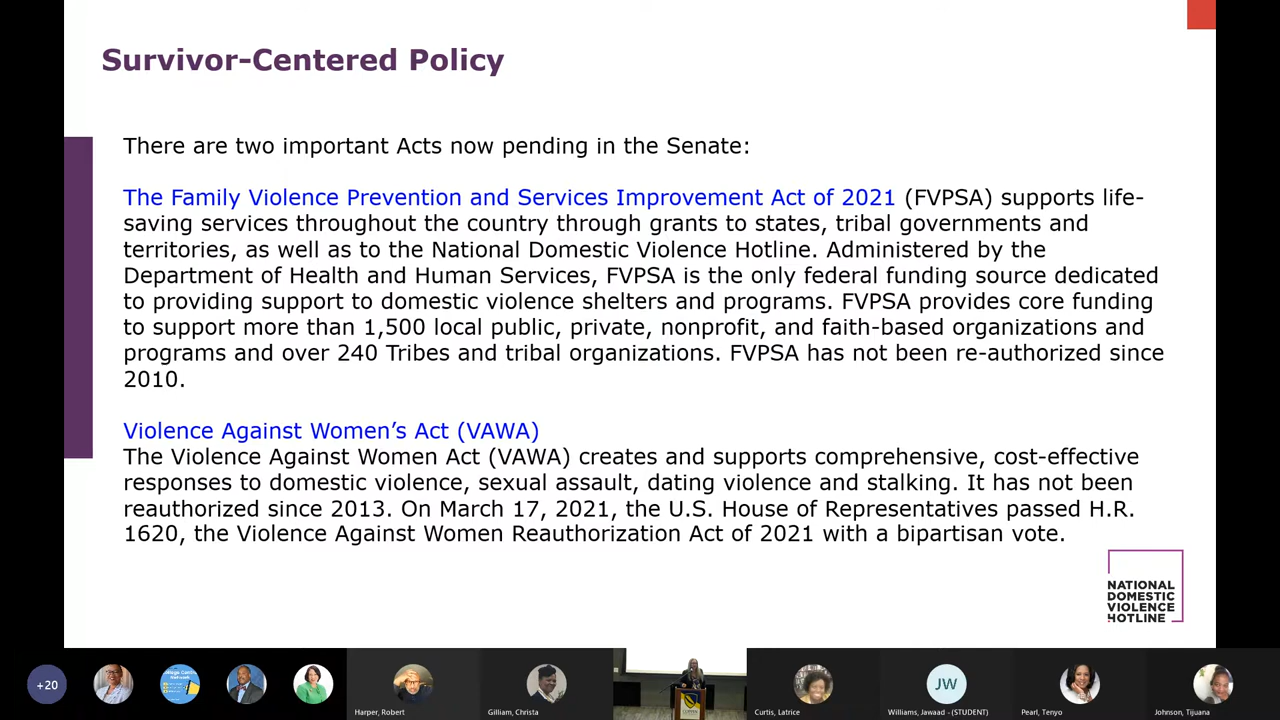 Survivor-Centered Policy
There are two important Acts now pending in the Senate:
The Family Violence Prevention and Services Improvement Act of 2021 (FVPSA) supports life-
saving services throughout the country through grants to states, tribal governments and
territories, as well as to the National Domestic Violence Hotline. Administered by the
Department of Health and Human Services, FVPSA is the only federal funding source dedicated
to providing support to domestic violence shelters and programs. FVPSA provides core funding
to support more than 1,500 local public, private, nonprofit, and faith-based organizations and
programs and over 240 Tribes and tribal organizations. FVPSA has not been re-authorized since
2010.
Violence Against Women’s Act (VAWA)
The Violence Against Women Act (VAWA) creates and supports comprehensive, cost-effective
responses to domestic violence, sexual assault, dating violence and stalking. It has not been
reauthorized since 2013. On March 17, 2021, the U.S. House of Representatives passed H.R.
1620, the Violence Against Women Reauthorization Act of 2021 with a bipartisan vote.
NATIONAL
DOMESTIC
VIOLENCE
HOTLINE
+20
JW
Harper, Robert
Gilliam, Christa
COPPIN
Curtis, Latrice
Williams, Jawaad - (STUDENT)
Pearl, Tenyo
Johnson, Tijuana